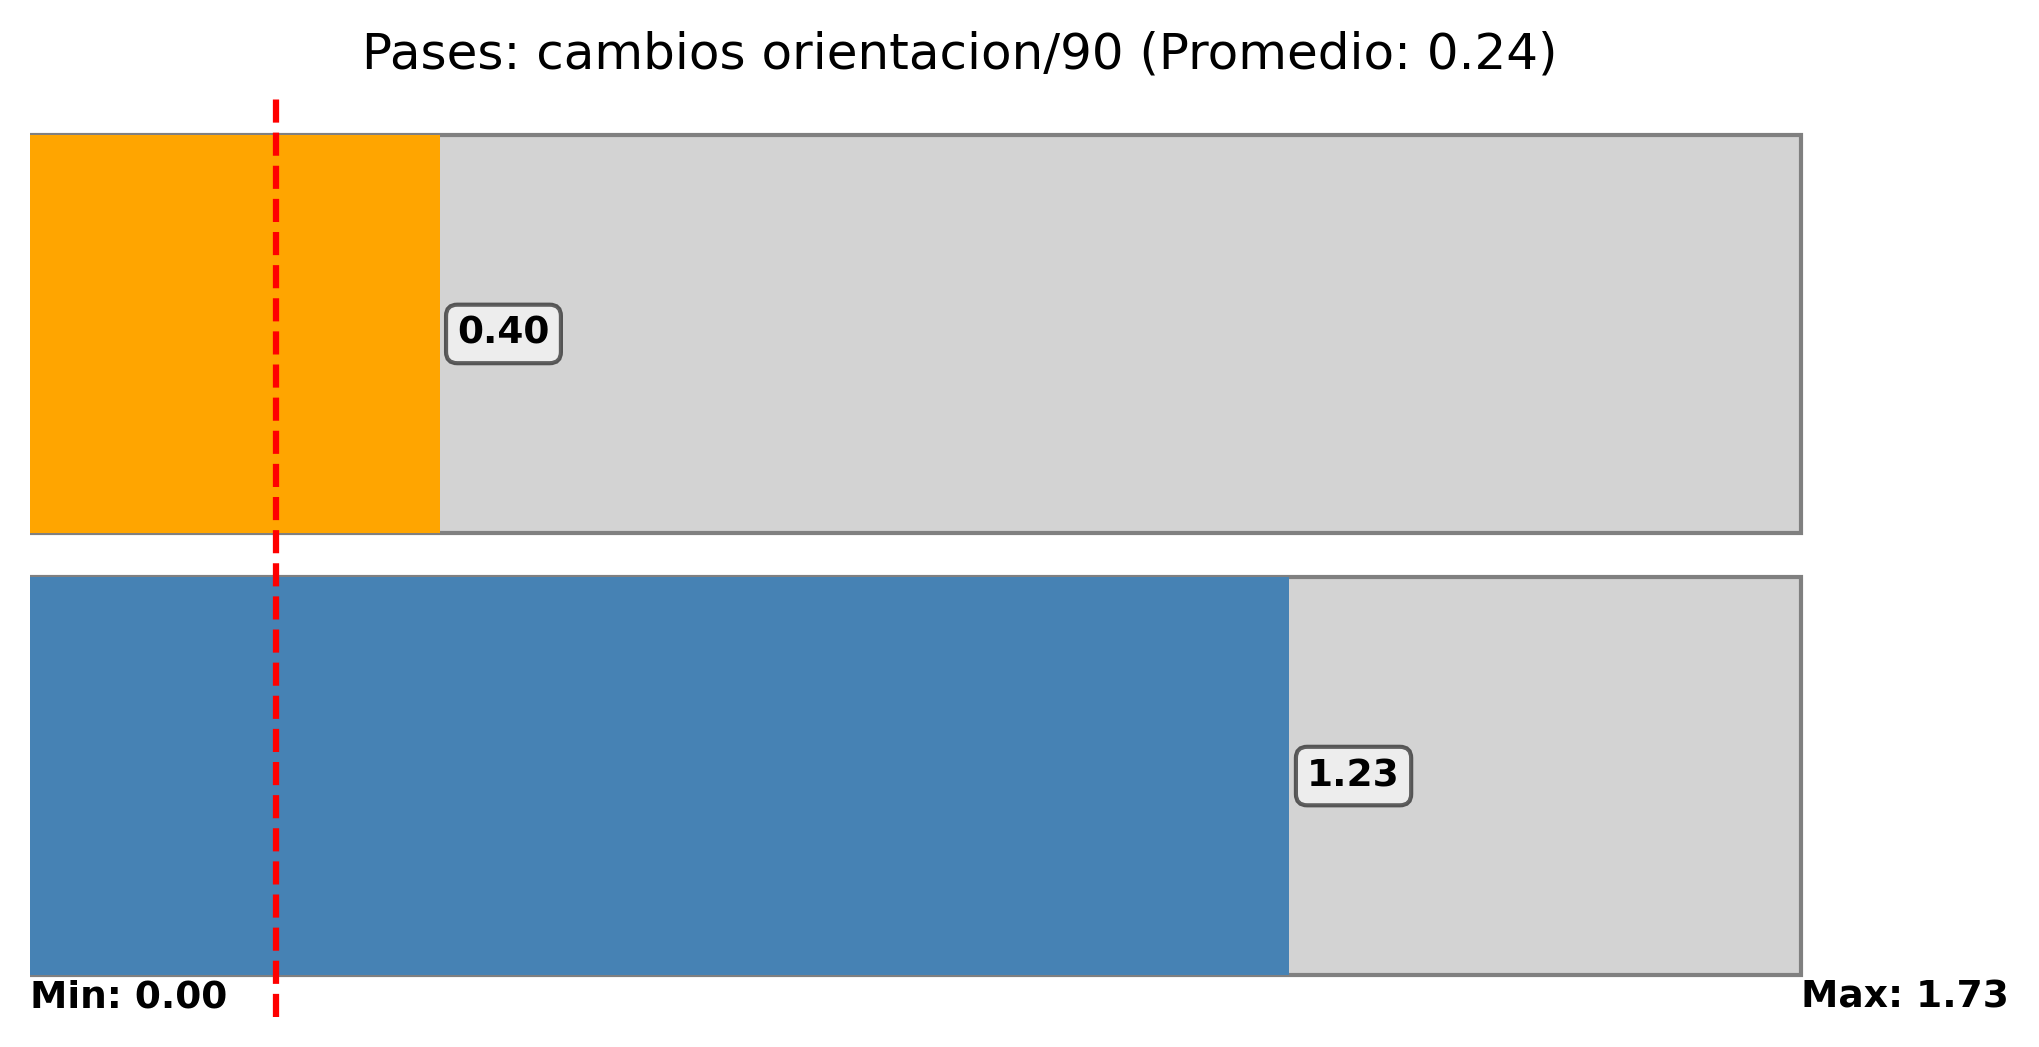 Pases: cambios orientacion/90 (Promedio: 0.24)
0.40
1.23
Min: 0.00
Max: 1.73